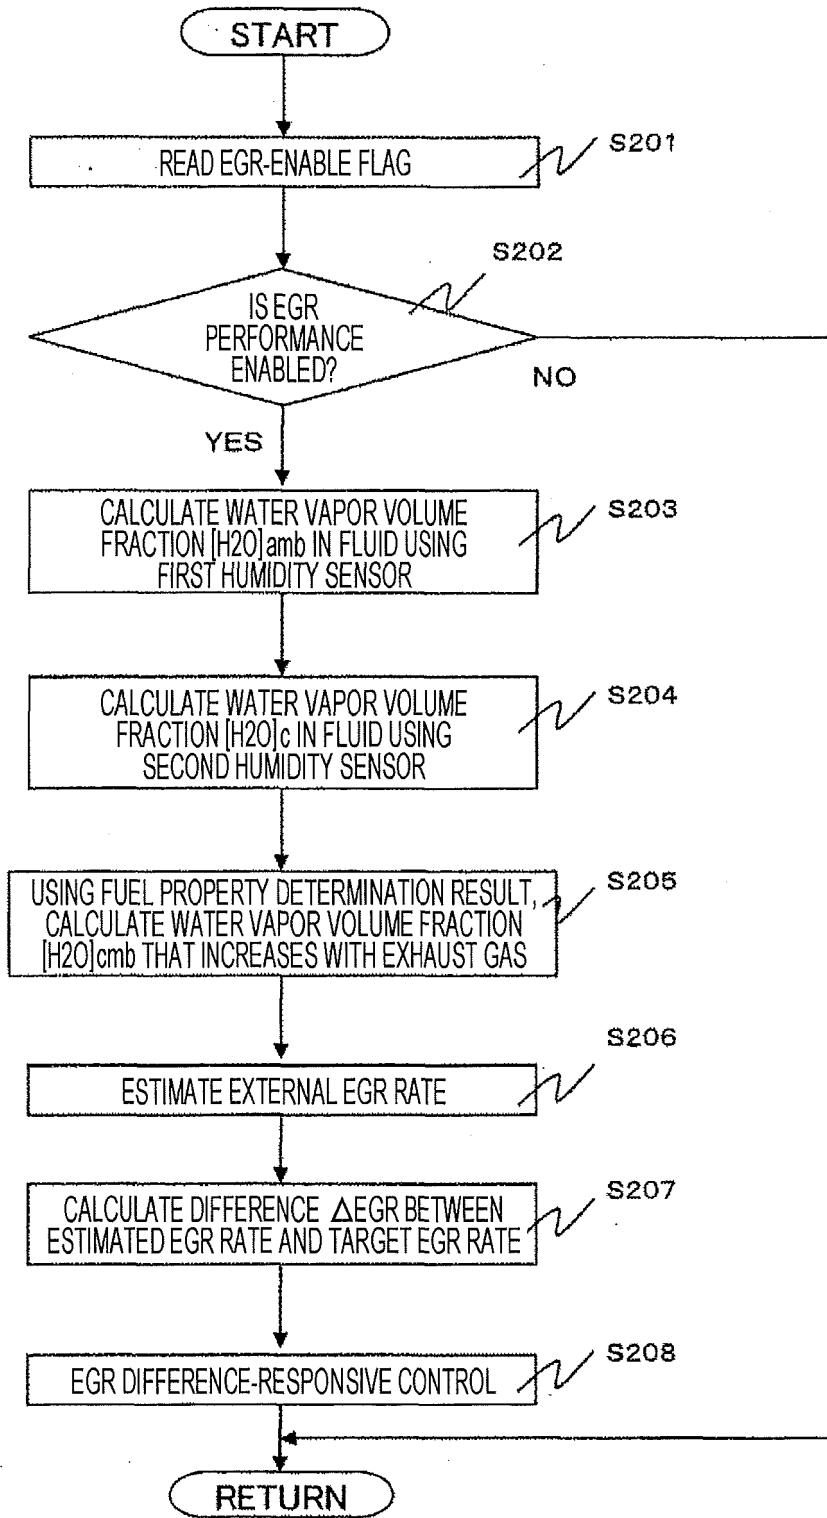 START
READ EGR-ENABLE FLAG
S201
S202
IS EGR
PERFORMANCE
ENABLED?
NO
YES
CALCULATE WATER VAPOR VOLUME
FRACTION [H2O]amb IN FLUID USING
FIRST HUMIDITY SENSOR
S203
CALCULATE WATER VAPOR VOLUME
FRACTION [H2O]c IN FLUID USING
SECOND HUMIDITY SENSOR
S204
USING FUEL PROPERTY DETERMINATION RESULT,
CALCULATE WATER VAPOR VOLUME FRACTION
[H2O]cmb THAT INCREASES WITH EXHAUST GAS
S205
S206
ESTIMATE EXTERNAL EGR RATE
CALCULATE DIFFERENCE ΔEGR BETWEEN
ESTIMATED EGR RATE AND TARGET EGR RATE
S207
EGR DIFFERENCE-RESPONSIVE CONTROL
S208
RETURN